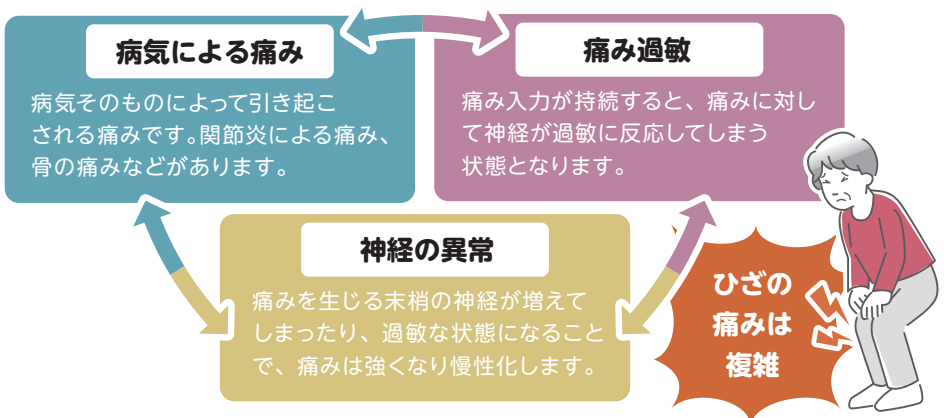 病気による痛み
病気そのものによって引き起こ
される痛みです。関節炎による痛み、
骨の痛みなどがあります。
痛み過敏
痛み入力が持続すると、痛みに対し
て神経が過敏に反応してしまう
状態となります。
神経の異常
痛みを生じる末梢の神経が増えて
しまったり、過敏な状態になること
で、痛みは強くなり慢性化します。
ひざの
痛みは
複雑